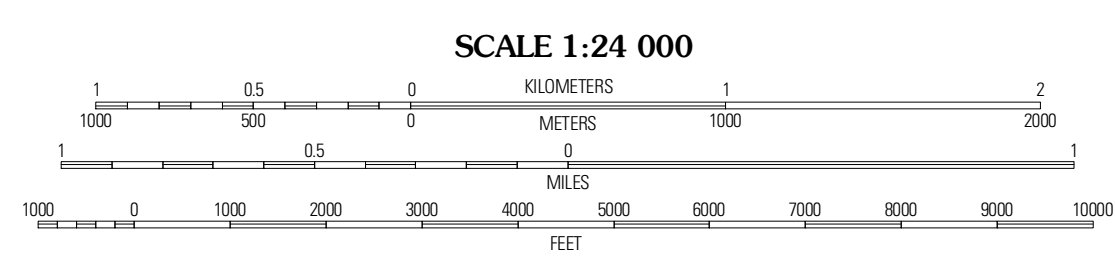 SCALE 1:24 000
1 0.5 0 KILOMETERS 1 2
1000 500 0 METERS 1000 2000
1 0.5 0 1
MILES
1000 0 1000 2000 3000 4000 5000 6000 7000 8000 9000 10000
FEET